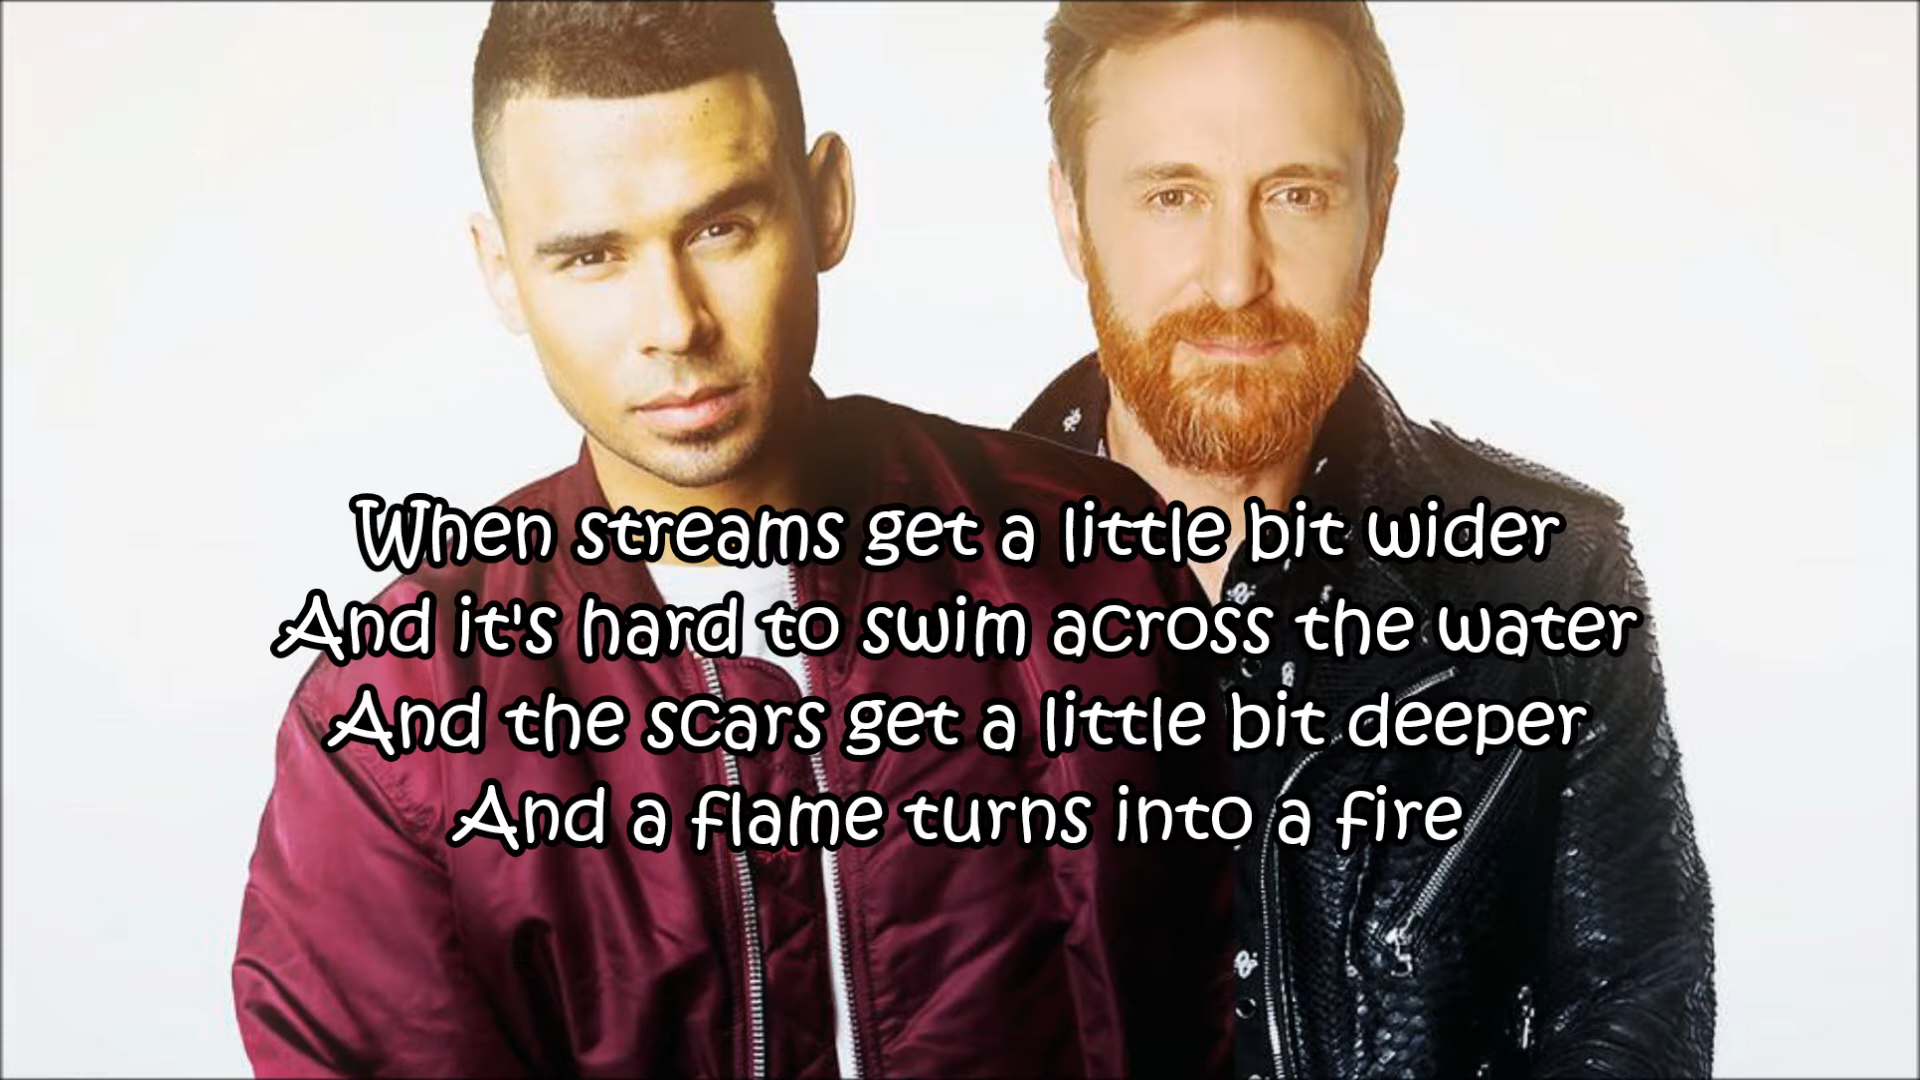 When streams get a little bit wider
And it's hard to swim across the water
And the scars get a little bit deeper
And a flame turns into a fire